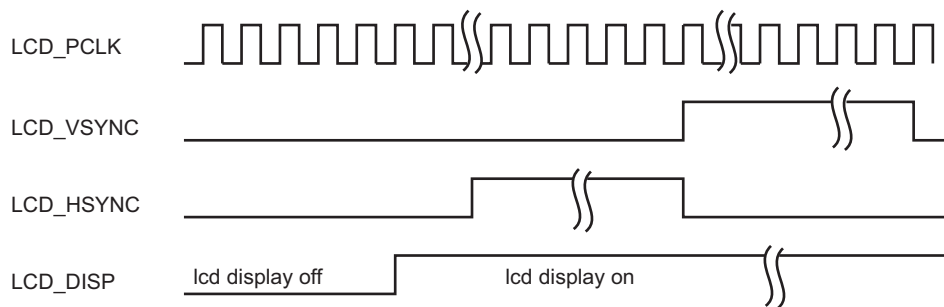 LCD_PCLK
LCD_VSYNC
LCD_HSYNC
LCD_DISP lcd display off lcd display on